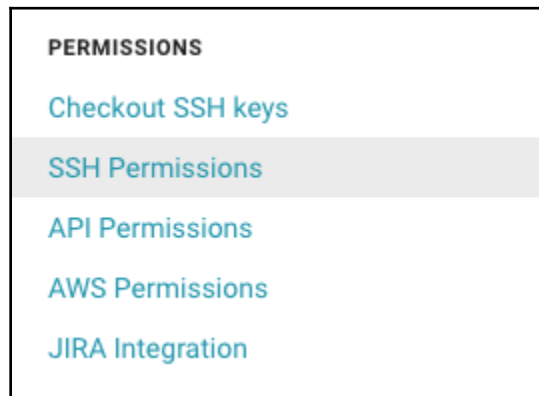 PERMISSIONS
Checkout SSH keys
SSH Permissions
API Permissions
AWS Permissions
JIRA Integration